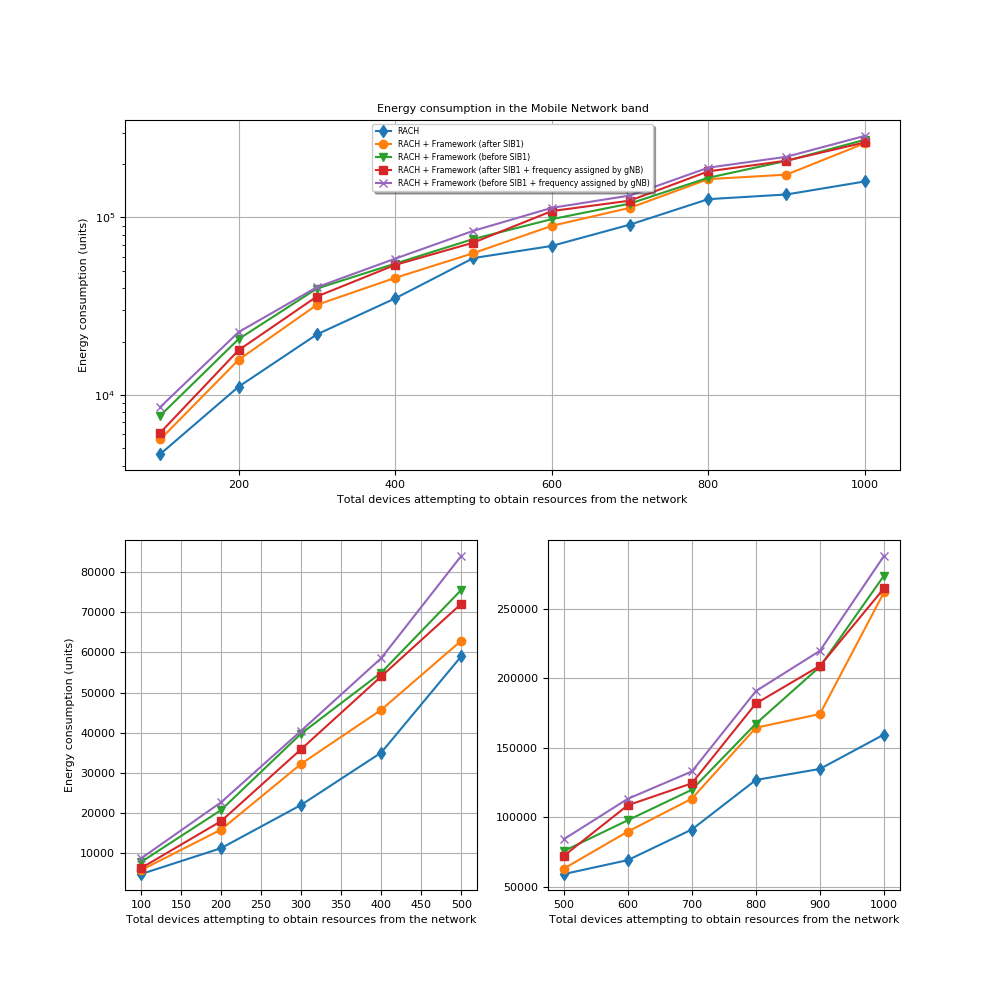 Energy consumption in the Mobile Network band
RACH
RACH + Framework (after SIB1)
RACH + Framework (before SIB1)
RACH + Framework (after SIB1 + frequency assigned by gNB)
RACH + Framework (before SIB1 + frequency assigned by gNB)
Energy consumption (units)
10⁵
10⁴
200 400 600 800 1000
Total devices attempting to obtain resources from the network
Energy consumption (units)
80000
70000
60000
50000
40000
30000
20000
10000
100 150 200 250 300 350 400 450 500
Total devices attempting to obtain resources from the network
250000
200000
150000
100000
50000
500 600 700 800 900 1000
Total devices attempting to obtain resources from the network